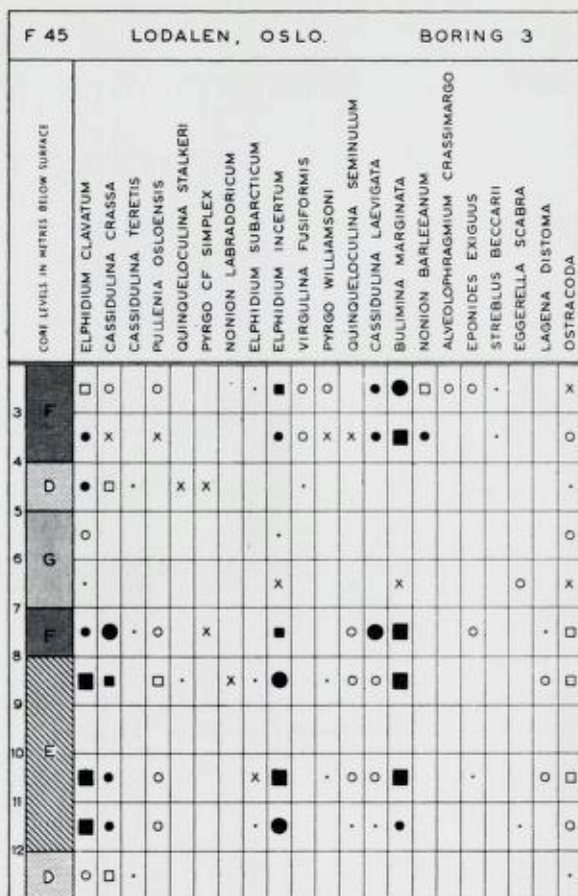 F 45 LODALEN, OSLO. BORING 3
CORE LEVELS IN METRES BELOW SURFACE
ELPHIDIUM CLAVATUM
CASSIDULINA CRASSA
CASSIDULINA TERETIS
PULLENIA OSLOENSIS
QUINQUELOCULINA STALKERI
PYRGO CF SIMPLEX
NONION LABRADORICUM
ELPHIDIUM SUBARCTICUM
ELPHIDIUM INCERTUM
VIRGULINA FUSIFORMIS
PYRGO WILLIAMSONI
QUINQUELOCULINA SEMINULUM
CASSIDULINA LAEVIGATA
BULIMINA MARGINATA
NONION BARLEEANUM
ALVEOLOPHRAGMIUM CRASSIMARGO
EPONIDES EXIGUUS
STREBLUS BECCARII
EGGERELLA SCABRA
LAGENA DISTOMA
OSTRACODA
F
3
4
D
5
G
6
7
F
8
9
E
10
11
12
D